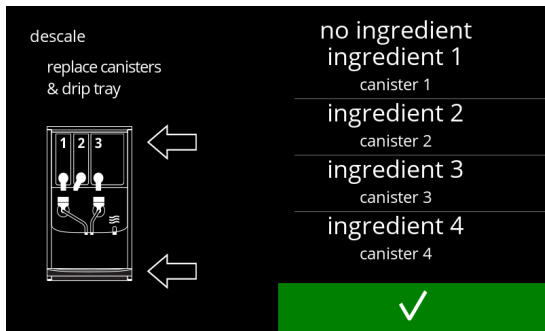 descale
replace canisters
& drip tray
1 2 3
no ingredient
ingredient 1
canister 1
ingredient 2
canister 2
ingredient 3
canister 3
ingredient 4
canister 4